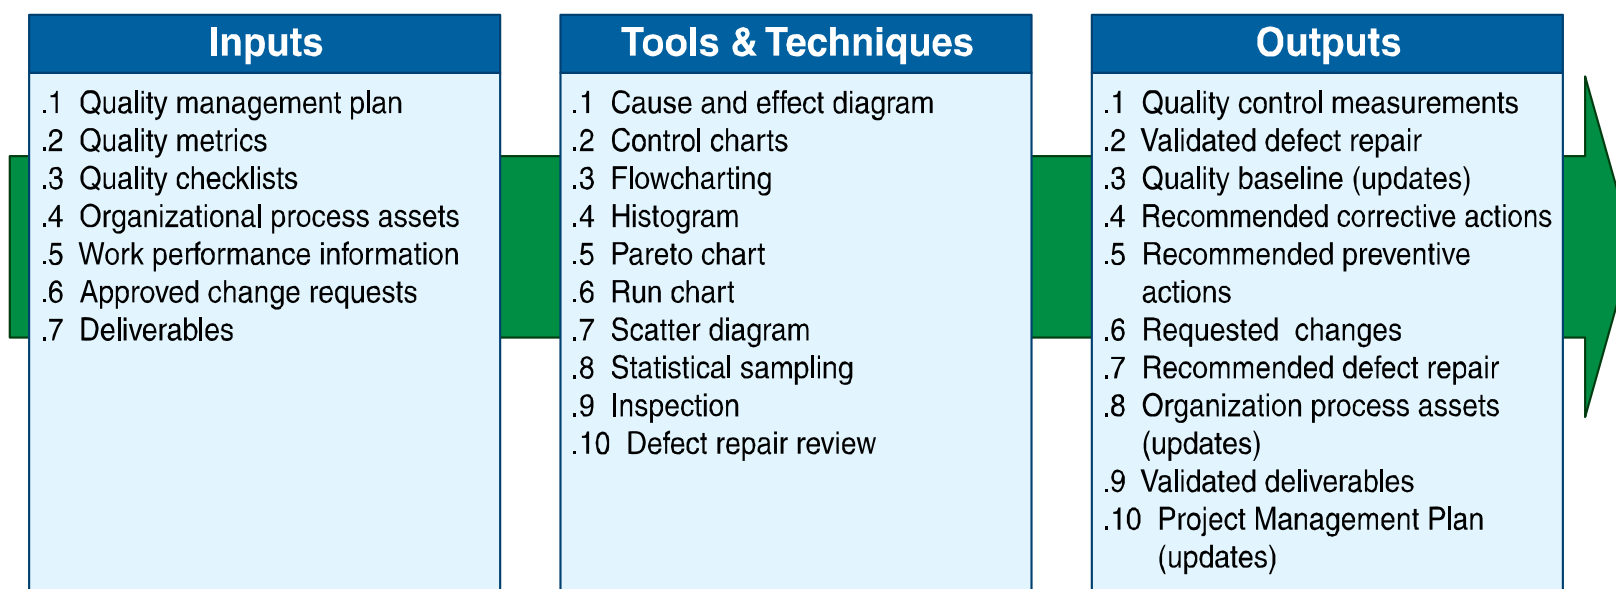 Inputs
.1 Quality management plan
.2 Quality metrics
.3 Quality checklists
.4 Organizational process assets
.5 Work performance information
.6 Approved change requests
.7 Deliverables
Tools & Techniques
.1 Cause and effect diagram
.2 Control charts
.3 Flowcharting
.4 Histogram
.5 Pareto chart
.6 Run chart
.7 Scatter diagram
.8 Statistical sampling
.9 Inspection
.10 Defect repair review
Outputs
.1 Quality control measurements
.2 Validated defect repair
.3 Quality baseline (updates)
.4 Recommended corrective actions
.5 Recommended preventive
actions
.6 Requested changes
.7 Recommended defect repair
.8 Organization process assets
(updates)
.9 Validated deliverables
.10 Project Management Plan
(updates)